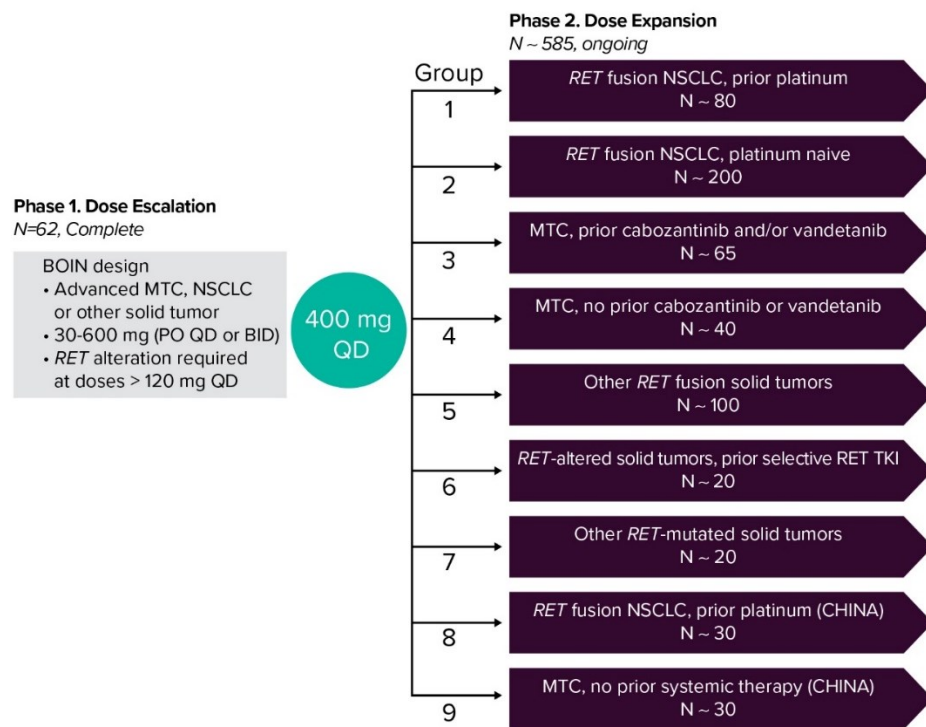 Phase 1. Dose Escalation
N=62, Complete
BOIN design
• Advanced MTC, NSCLC
or other solid tumor
• 30-600 mg (PO QD or BID)
• RET alteration required
at doses > 120 mg QD
400 mg
QD
Phase 2. Dose Expansion
N ~ 585, ongoing
Group
1
RET fusion NSCLC, prior platinum
N ~ 80
2
RET fusion NSCLC, platinum naive
N ~ 200
3
MTC, prior cabozantinib and/or vandetanib
N ~ 65
4
MTC, no prior cabozantinib or vandetanib
N ~ 40
5
Other RET fusion solid tumors
N ~ 100
6
RET-altered solid tumors, prior selective RET TKI
N ~ 20
7
Other RET-mutated solid tumors
N ~ 20
8
RET fusion NSCLC, prior platinum (CHINA)
N ~ 30
9
MTC, no prior systemic therapy (CHINA)
N ~ 30